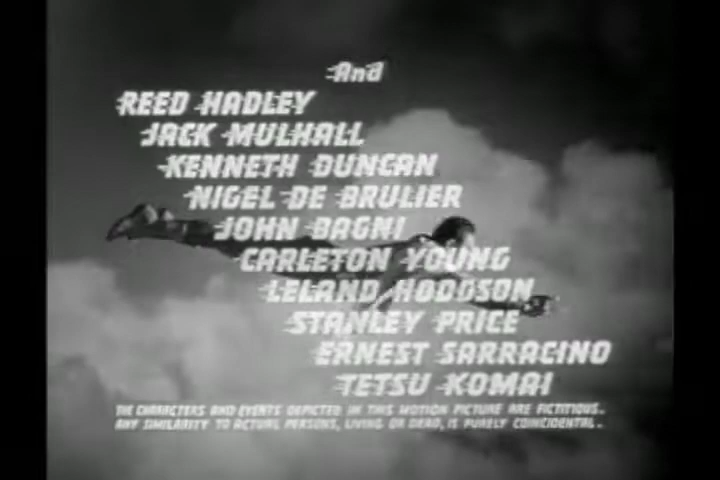 And
REED HADLEY
JACK MULHALL
KENNETH DUNCAN
NIGEL DE BRULIER
JOHN BAGNI
CARLETON YOUNG
LELAND HODGSON
STANLEY PRICE
ERNEST SARRACINO
TETSU KOMAI
THE CHARACTERS AND EVENTS DEPICTED IN THIS MOTION PICTURE ARE FICTITIOUS.
ANY SIMILARITY TO ACTUAL PERSONS, LIVING OR DEAD, IS PURELY COINCIDENTAL.